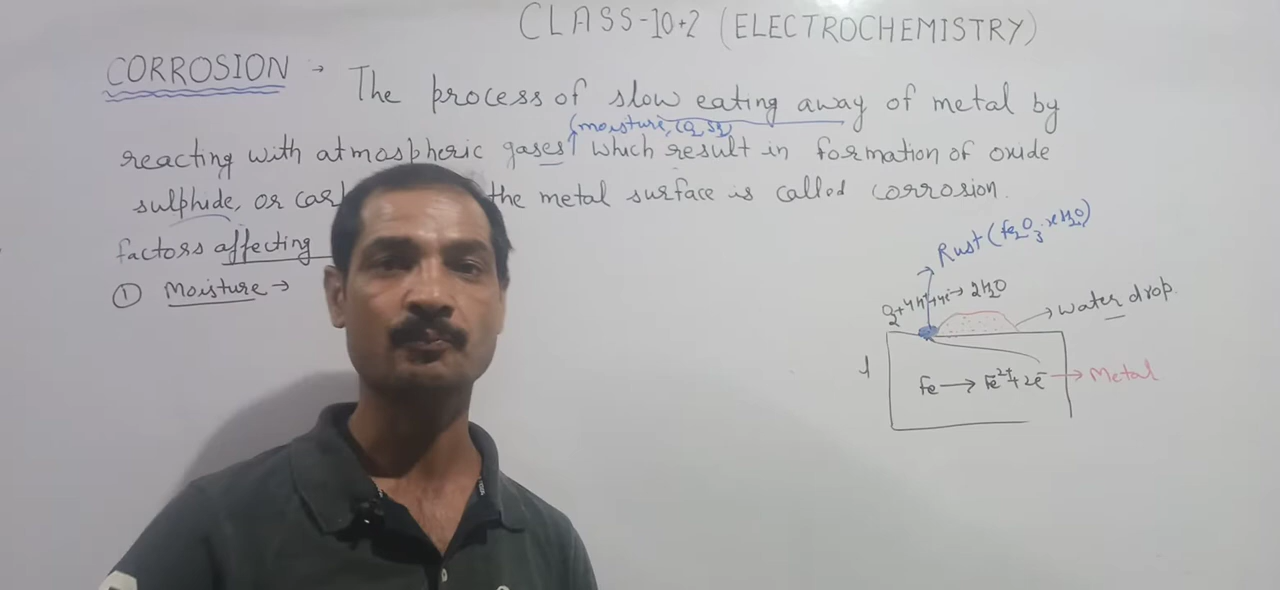 CLASS-10+2 (ELECTROCHEMISTRY)
CORROSION → The process of slow eating away of metal by
(moisture, CO2, SO2)
reacting with atmospheric gases which result in formation of oxide
sulphide, or the metal surface is called corrosion.
factors affecting
① Moisture →
Rust (Fe2O3.xH2O)
O2+4H++4e-→ 2H2O
water drop.
Fe → Fe2+ + 2e-
Metal